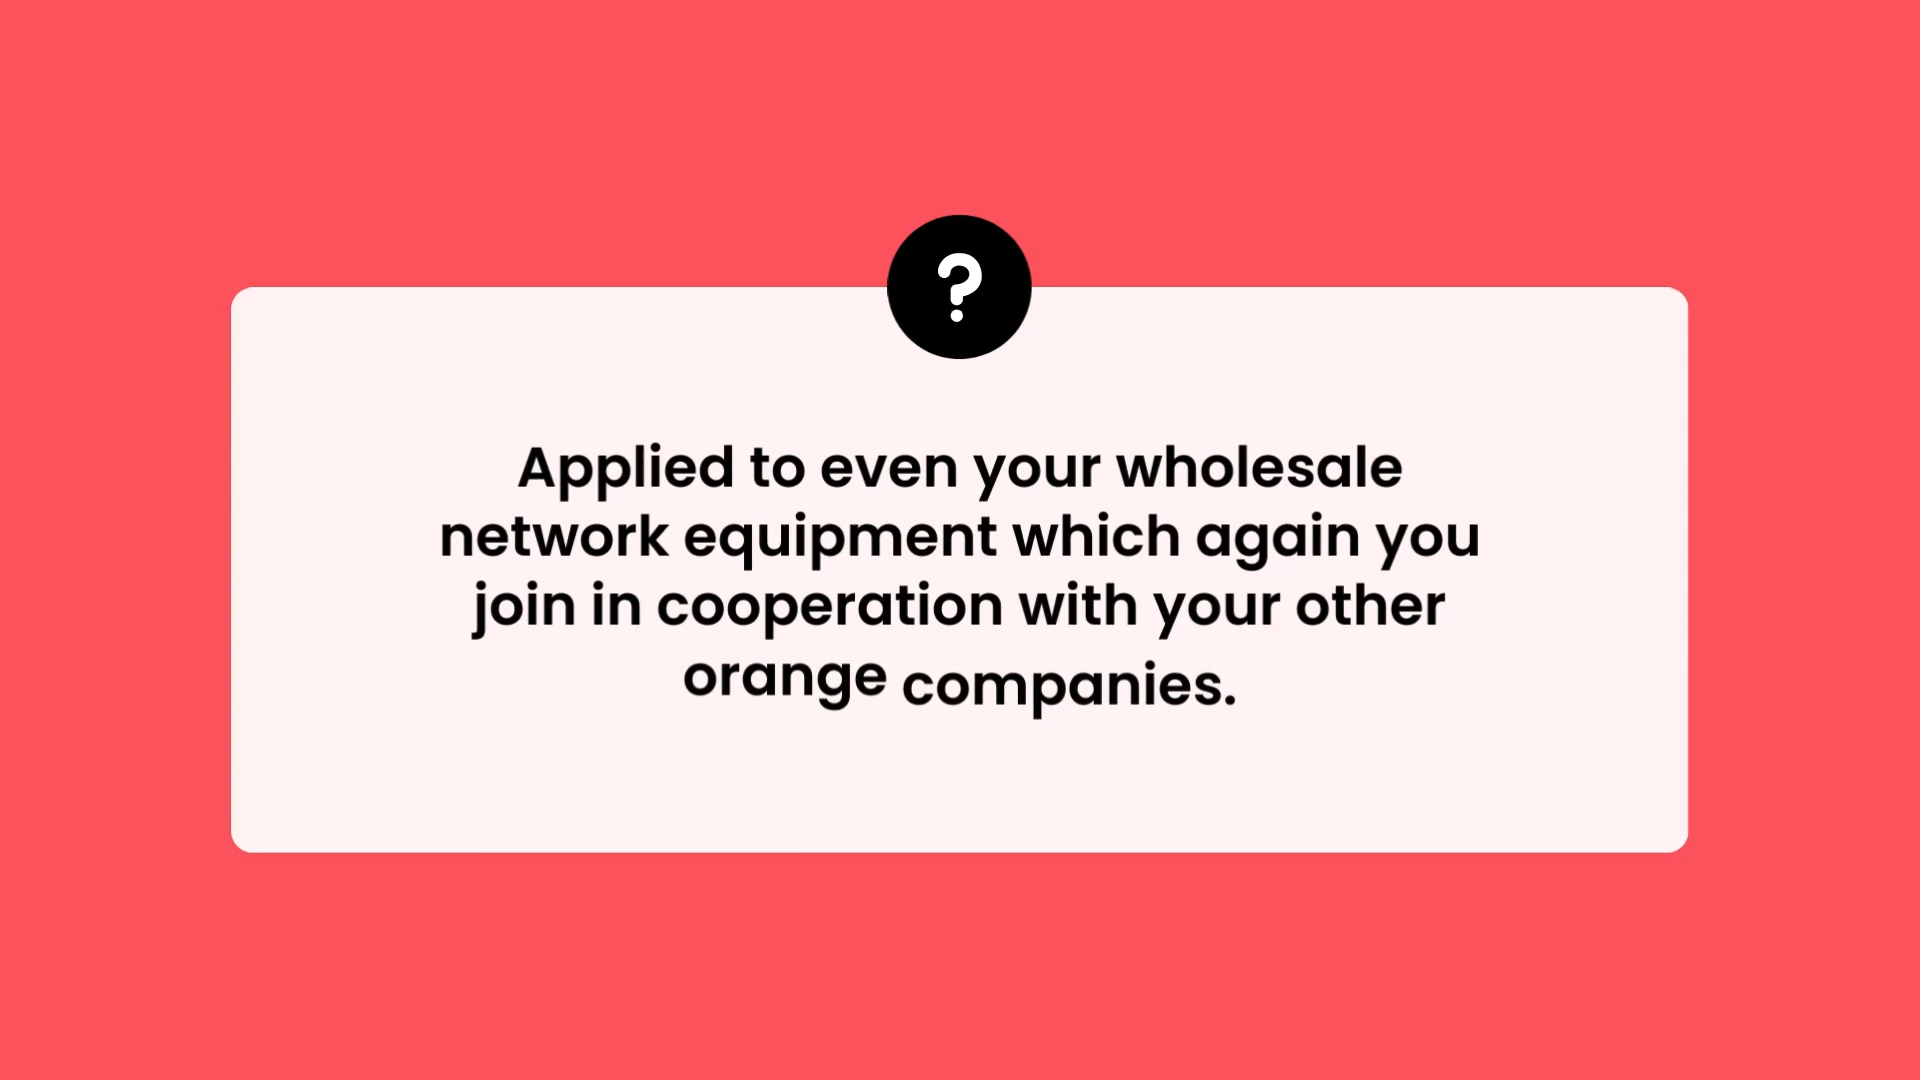 ?
Applied to even your wholesale
network equipment which again you
join in cooperation with your other
orange companies.